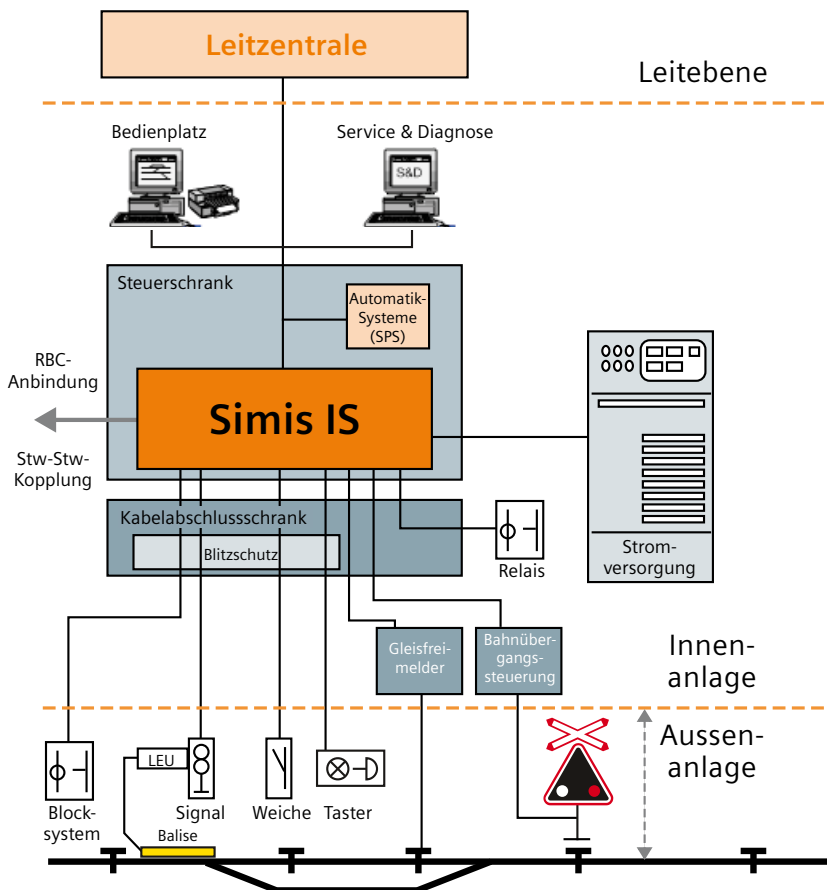 Leitzentrale
Leitebene
Bedienplatz
Service & Diagnose
S&D
Steuerschrank
Automatik-
Systeme
(SPS)
RBC-
Anbindung
Simis IS
Stw-Stw-
Kopplung
Kabelabschlussschrank
Blitzschutz
Relais
Strom-
versorgung
Gleisfrei-
melder
Bahnüber-
gangs-
steuerung
Innen-
anlage
Aussen-
anlage
LEU
Block-
system
Signal
Weiche
Taster
Balise